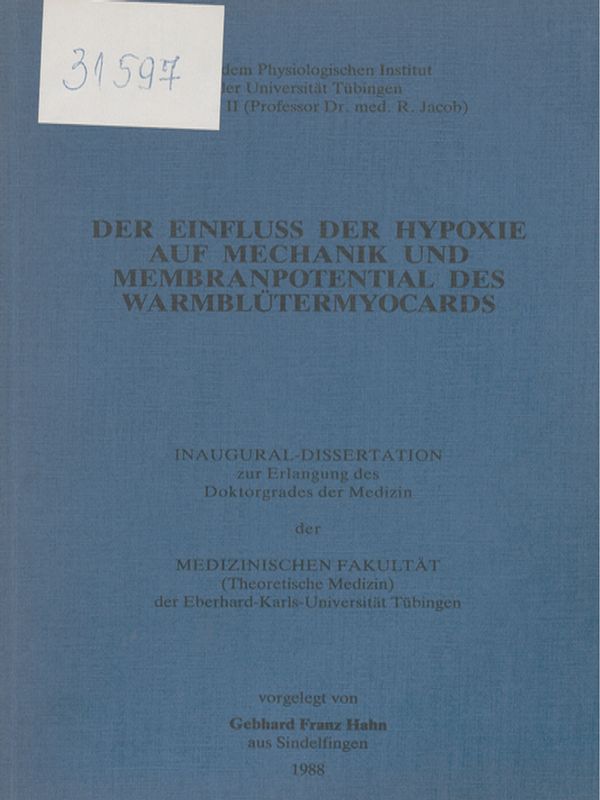 31597
dem Physiologischen Institut
der Universität Tübingen
II (Professor Dr. med. R. Jacob)
DER EINFLUSS DER HYPOXIE
AUF MECHANIK UND
MEMBRANPOTENTIAL DES
WARMBLÜTERMYOCARDS
INAUGURAL-DISSERTATION
zur Erlangung des
Doktorgrades der Medizin
der
MEDIZINISCHEN FAKULTÄT
(Theoretische Medizin)
der Eberhard-Karls-Universität Tübingen
vorgelegt von
Gebhard Franz Hahn
aus Sindelfingen
1988